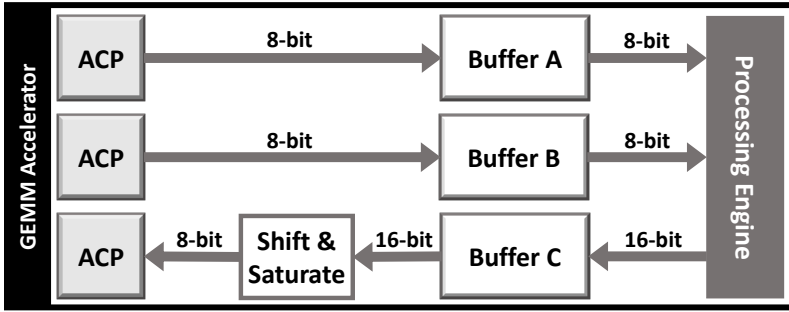 GEMM Accelerator
ACP
8-bit
Buffer A
8-bit
Processing Engine
ACP
8-bit
Buffer B
8-bit
ACP
8-bit
Shift &
Saturate
16-bit
Buffer C
16-bit